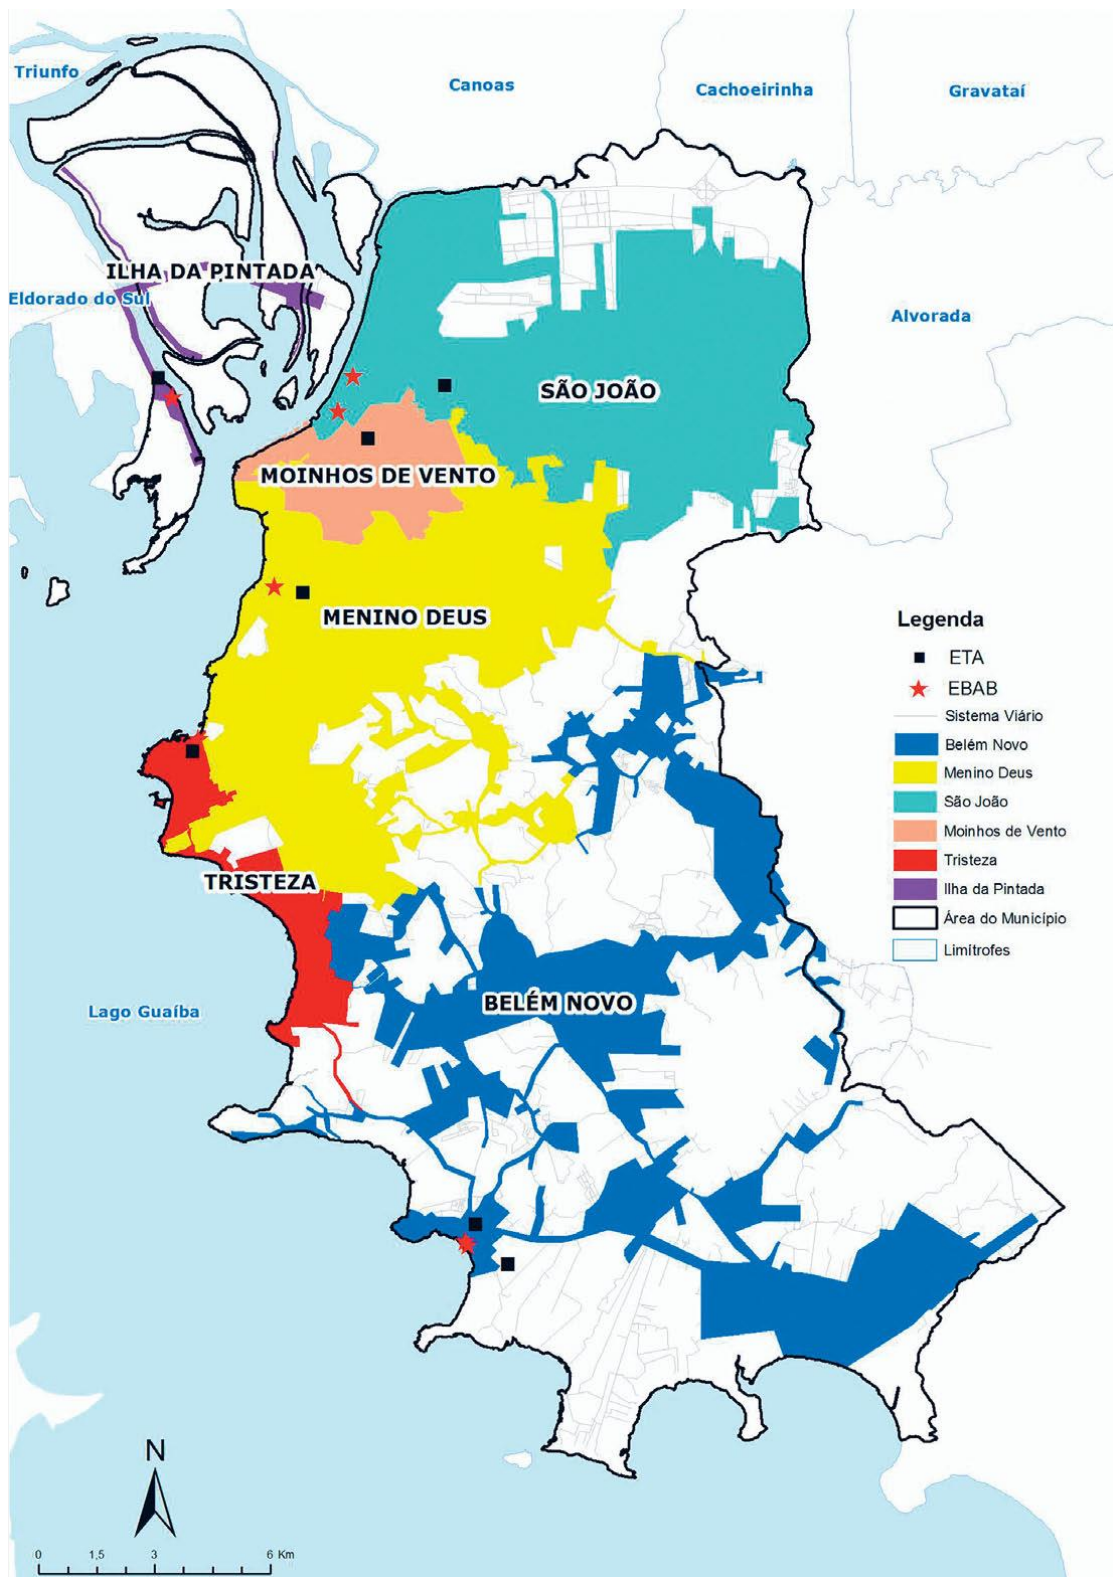 Triunfo
Canoas
Cachoeirinha
Gravataí
ILHA DA PINTADA
Eldorado do Sul
Alvorada
SÃO JOÃO
MOINHOS DE VENTO
MENINO DEUS
TRISTEZA
BELÉM NOVO
Lago Guaíba
Legenda
ETA
EBAB
Sistema Viário
Belém Novo
Menino Deus
São João
Moinhos de Vento
Tristeza
Ilha da Pintada
Área do Município
Limítrofes
N
0 1,5 3 6 Km